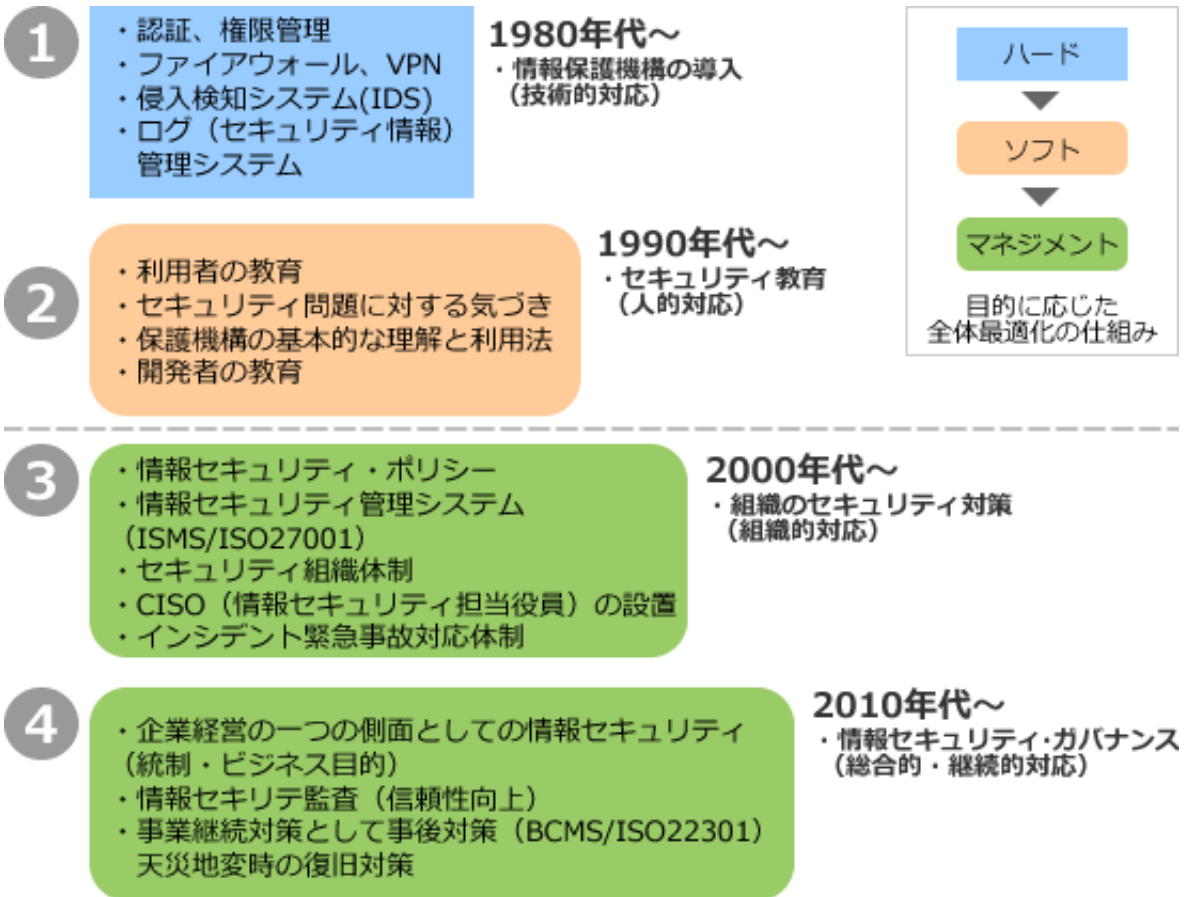 1
・認証、権限管理
・ファイアウォール、VPN
・侵入検知システム(IDS)
・ログ（セキュリティ情報）
管理システム
1980年代～
・情報保護機構の導入
（技術的対応）
ハード
ソフト
マネジメント
目的に応じた
全体最適化の仕組み
2
・利用者の教育
・セキュリティ問題に対する気づき
・保護機構の基本的な理解と利用法
・開発者の教育
1990年代～
・セキュリティ教育
（人的対応）
3
・情報セキュリティ・ポリシー
・情報セキュリティ管理システム
（ISMS/ISO27001）
・セキュリティ組織体制
・CISO（情報セキュリティ担当役員）の設置
・インシデント緊急事故対応体制
2000年代～
・組織のセキュリティ対策
（組織的対応）
4
・企業経営の一つの側面としての情報セキュリティ
（統制・ビジネス目的）
・情報セキリテ監査（信頼性向上）
・事業継続対策として事後対策（BCMS/ISO22301）
天災地変時の復旧対策
2010年代～
・情報セキュリティ・ガバナンス
（総合的・継続的対応）